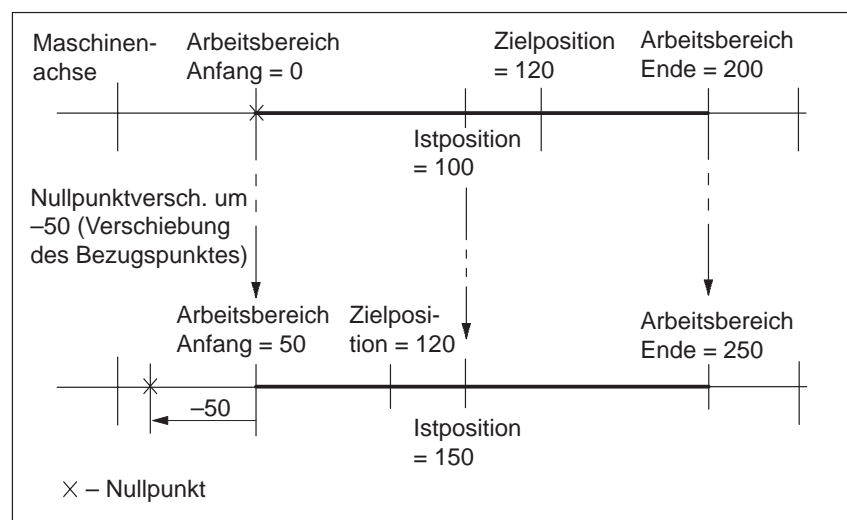 Maschinen-
achse
Arbeitsbereich
Anfang = 0
Zielposition
= 120
Arbeitsbereich
Ende = 200
Istposition
= 100
Nullpunktversch. um
–50 (Verschiebung
des Bezugspunktes)
Arbeitsbereich
Anfang = 50
Zielposi-
tion = 120
Arbeitsbereich
Ende = 250
–50
Istposition
= 150
× – Nullpunkt